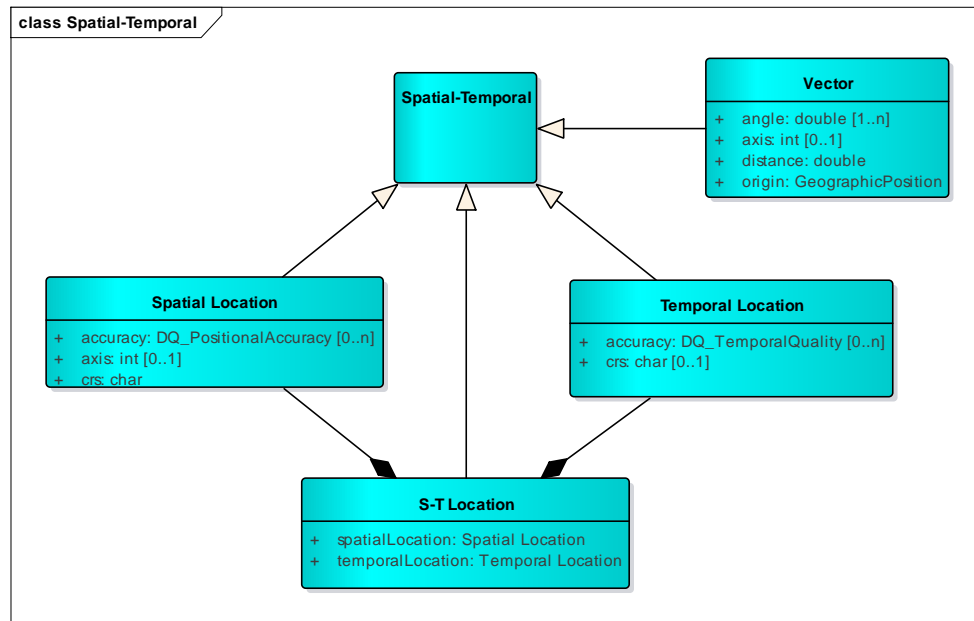 class Spatial-Temporal
Spatial-Temporal
Vector
+ angle: double [1..n]
+ axis: int [0..1]
+ distance: double
+ origin: GeographicPosition
Spatial Location
+ accuracy: DQ_PositionalAccuracy [0..n]
+ axis: int [0..1]
+ crs: char
Temporal Location
+ accuracy: DQ_TemporalQuality [0..n]
+ crs: char [0..1]
S-T Location
+ spatialLocation: Spatial Location
+ temporalLocation: Temporal Location